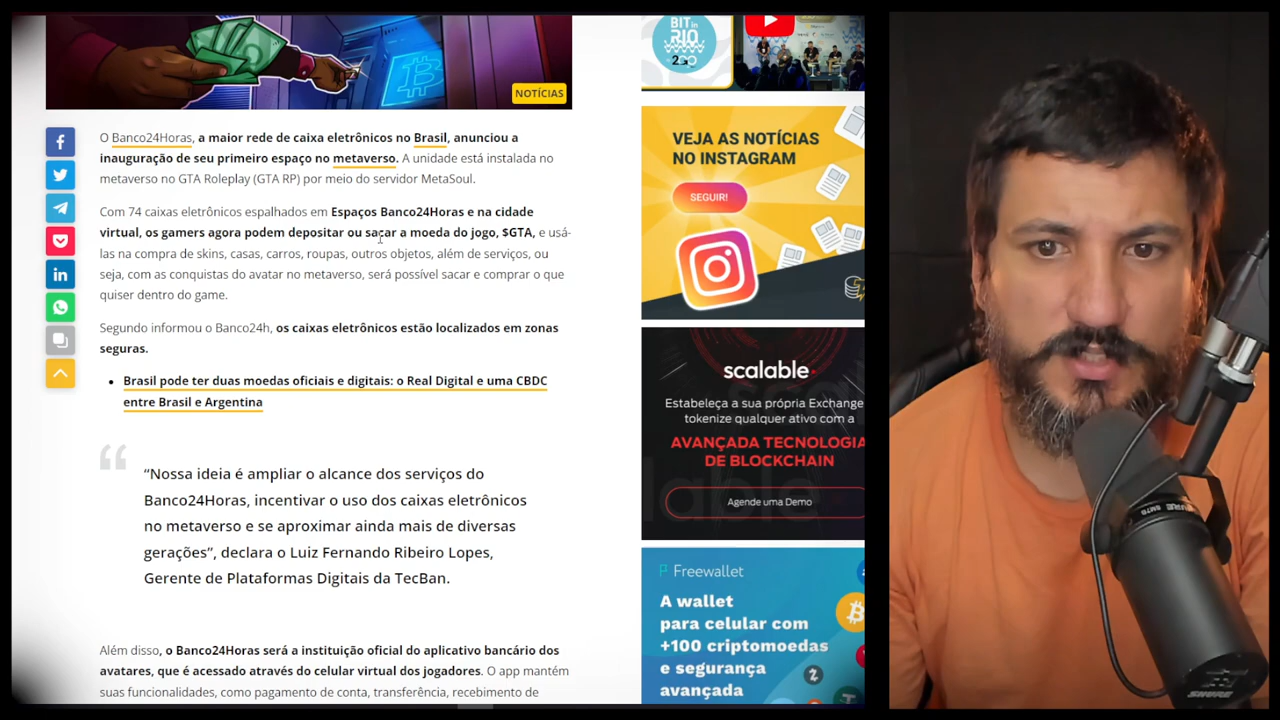 NOTÍCIAS
O Banco24Horas, a maior rede de caixa eletrônicos no Brasil, anunciou a
inauguração de seu primeiro espaço no metaverso. A unidade está instalada no
metaverso no GTA Roleplay (GTA RP) por meio do servidor MetaSoul.
Com 74 caixas eletrônicos espalhados em Espaços Banco24Horas e na cidade
virtual, os gamers agora podem depositar ou sacar a moeda do jogo, $GTA, e usá-
las na compra de skins, casas, carros, roupas, outros objetos, além de serviços, ou
seja, com as conquistas do avatar no metaverso, será possível sacar e comprar o que
quiser dentro do game.
Segundo informou o Banco24h, os caixas eletrônicos estão localizados em zonas
seguras.
• Brasil pode ter duas moedas oficiais e digitais: o Real Digital e uma CBDC
entre Brasil e Argentina
“Nossa ideia é ampliar o alcance dos serviços do
Banco24Horas, incentivar o uso dos caixas eletrônicos
no metaverso e se aproximar ainda mais de diversas
gerações”, declara o Luiz Fernando Ribeiro Lopes,
Gerente de Plataformas Digitais da TecBan.
Além disso, o Banco24Horas será a instituição oficial do aplicativo bancário dos
avatares, que é acessado através do celular virtual dos jogadores. O app mantém
suas funcionalidades, como pagamento de conta, transferência, recebimento de
BIT in
RIO
VEJA AS NOTÍCIAS
NO INSTAGRAM
SEGUIR!
scalable
Estabeleça a sua própria Exchange
tokenize qualquer ativo com a
AVANÇADA TECNOLOGIA
DE BLOCKCHAIN
Agende uma Demo
Freewallet
A wallet
para celular com
+100 criptomoedas
e segurança
avançada
SM7B
SHURE